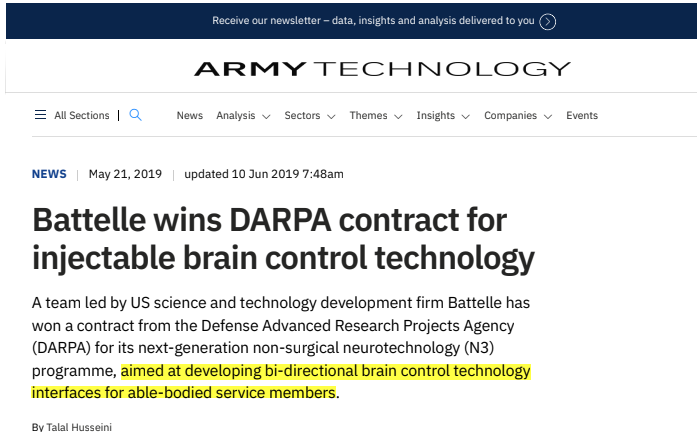 Receive our newsletter – data, insights and analysis delivered to you
ARMY TECHNOLOGY
All Sections | News Analysis Sectors Themes Insights Companies Events
NEWS | May 21, 2019 | updated 10 Jun 2019 7:48am
Battelle wins DARPA contract for
injectable brain control technology
A team led by US science and technology development firm Battelle has
won a contract from the Defense Advanced Research Projects Agency
(DARPA) for its next-generation non-surgical neurotechnology (N3)
programme, aimed at developing bi-directional brain control technology
interfaces for able-bodied service members.
By Talal Husseini